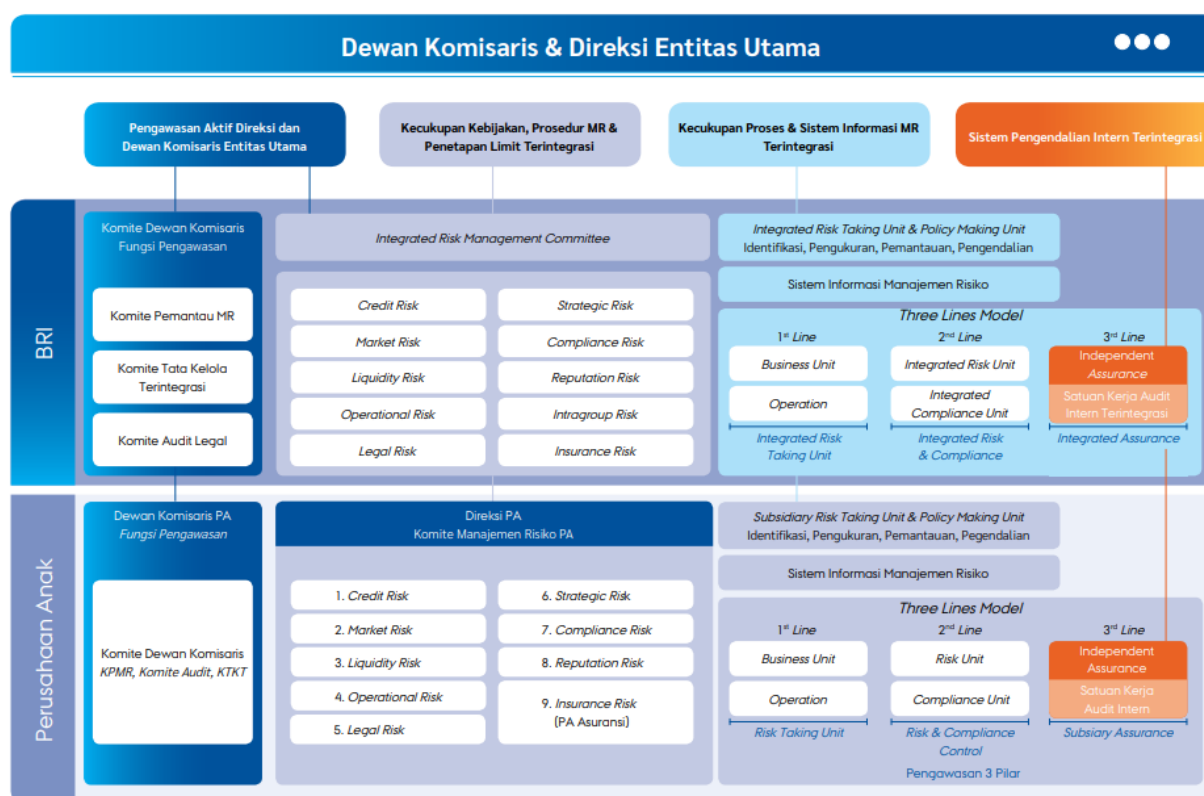 Dewan Komisaris & Direksi Entitas Utama
Pengawasan Aktif Direksi dan
Dewan Komisaris Entitas Utama
Kecukupan Kebijakan, Prosedur MR &
Penetapan Limit Terintegrasi
Kecukupan Proses & Sistem Informasi MR
Terintegrasi
Sistem Pengendalian Intern Terintegrasi
BRI
Komite Dewan Komisaris
Fungsi Pengawasan
Komite Pemantau MR
Komite Tata Kelola
Terintegrasi
Komite Audit Legal
Integrated Risk Management Committee
Credit Risk
Market Risk
Liquidity Risk
Operational Risk
Legal Risk
Strategic Risk
Compliance Risk
Reputation Risk
Intragroup Risk
Insurance Risk
Integrated Risk Taking Unit & Policy Making Unit
Identifikasi, Pengukuran, Pemantauan, Pengendalian
Sistem Informasi Manajemen Risiko
Three Lines Model
1st Line
Business Unit
Operation
Integrated Risk
Taking Unit
2nd Line
Integrated Risk Unit
Integrated
Compliance Unit
Integrated Risk
& Compliance
3rd Line
Independent
Assurance
Satuan Kerja Audit
Intern Terintegrasi
Integrated Assurance
Perusahaan Anak
Dewan Komisaris PA
Fungsi Pengawasan
Komite Dewan Komisaris
KPMR, Komite Audit, KTKT
Direksi PA
Komite Manajemen Risiko PA
1. Credit Risk
2. Market Risk
3. Liquidity Risk
4. Operational Risk
5. Legal Risk
6. Strategic Risk
7. Compliance Risk
8. Reputation Risk
9. Insurance Risk
(PA Asuransi)
Subsidiary Risk Taking Unit & Policy Making Unit
Identifikasi, Pengukuran, Pemantauan, Pegendalian
Sistem Informasi Manajemen Risiko
Three Lines Model
1st Line
Business Unit
Operation
Risk Taking Unit
2nd Line
Risk Unit
Compliance Unit
Risk & Compliance
Control
3rd Line
Independent
Assurance
Satuan Kerja
Audit Intern
Subsiary Assurance
Pengawasan 3 Pilar